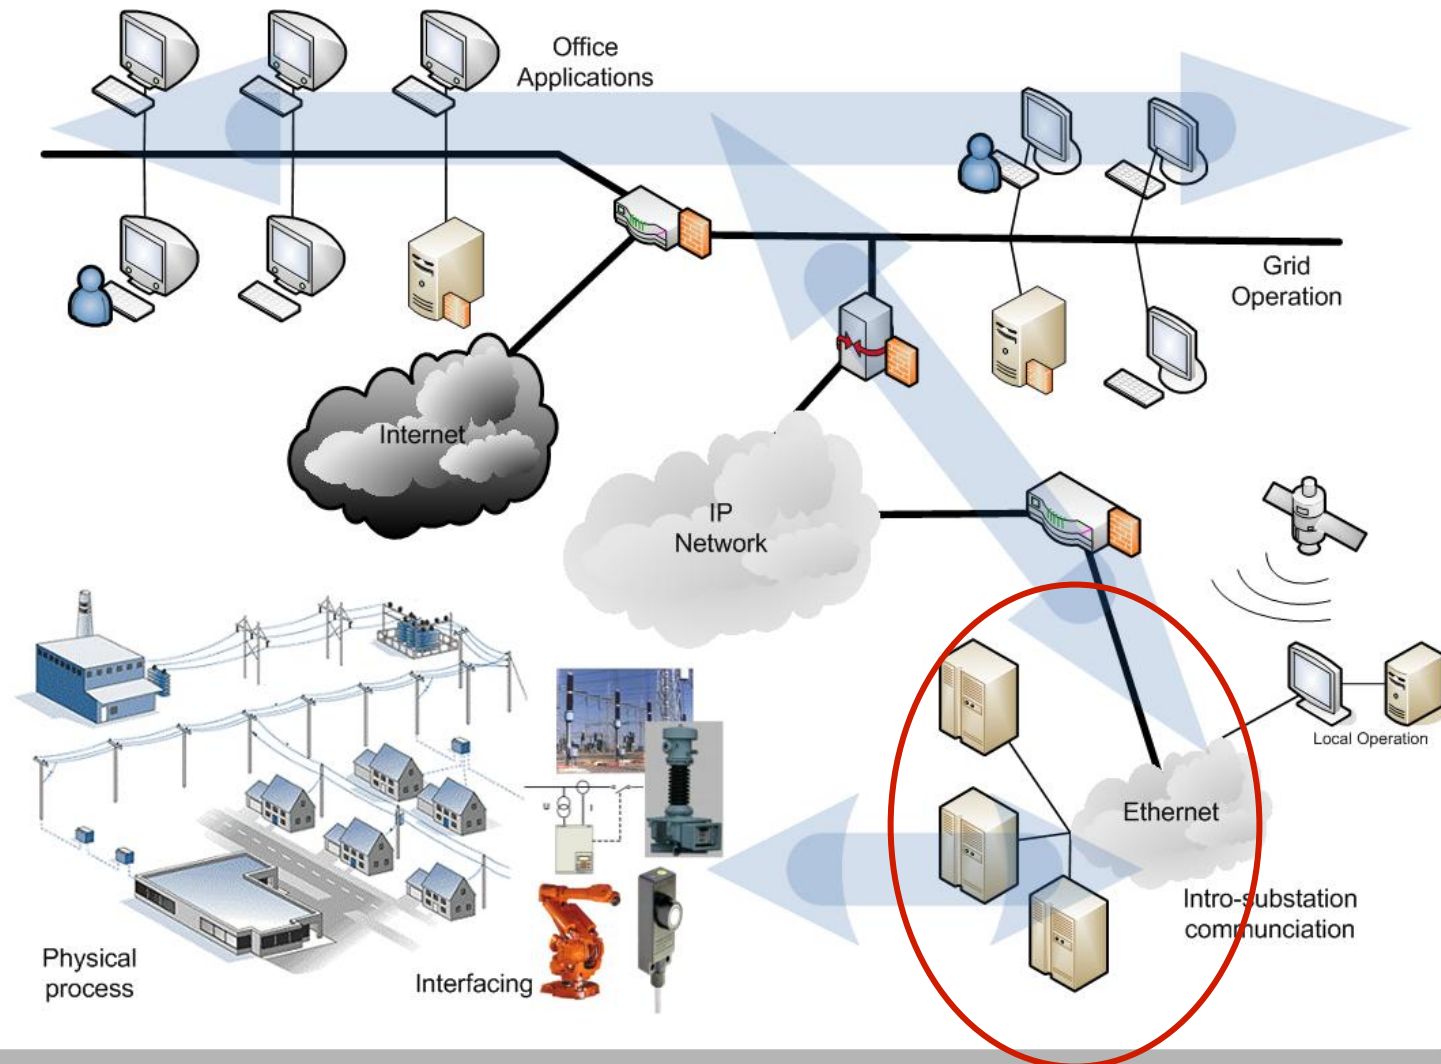 Office
Applications
Grid
Operation
Internet
IP
Network
Local Operation
Ethernet
Intro-substation
communciation
Physical
process
Interfacing